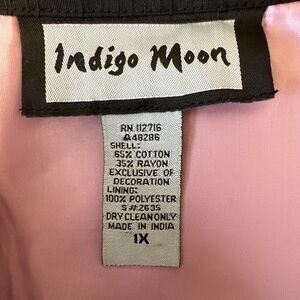 Indigo Moon
RN 112716
A48286
SHELL:
65% COTTON
35% RAYON
EXCLUSIVE OF
DECORATION
LINING:
100% POLYESTER
S#2635
DRY CLEAN ONLY
MADE IN INDIA
1X